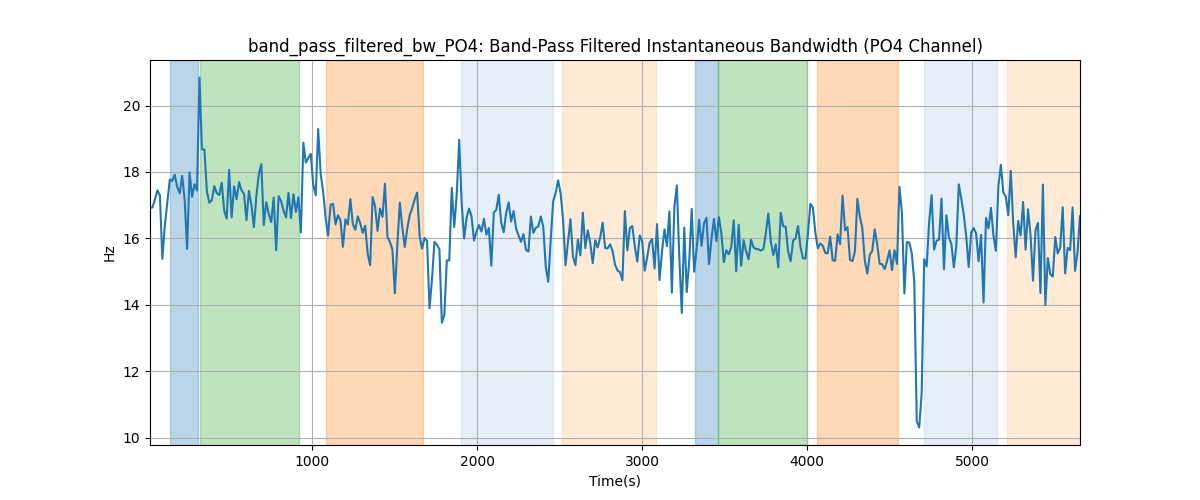 band_pass_filtered_bw_PO4: Band-Pass Filtered Instantaneous Bandwidth (PO4 Channel)
Hz
20
18
16
14
12
10
1000 2000 3000 4000 5000
Time(s)